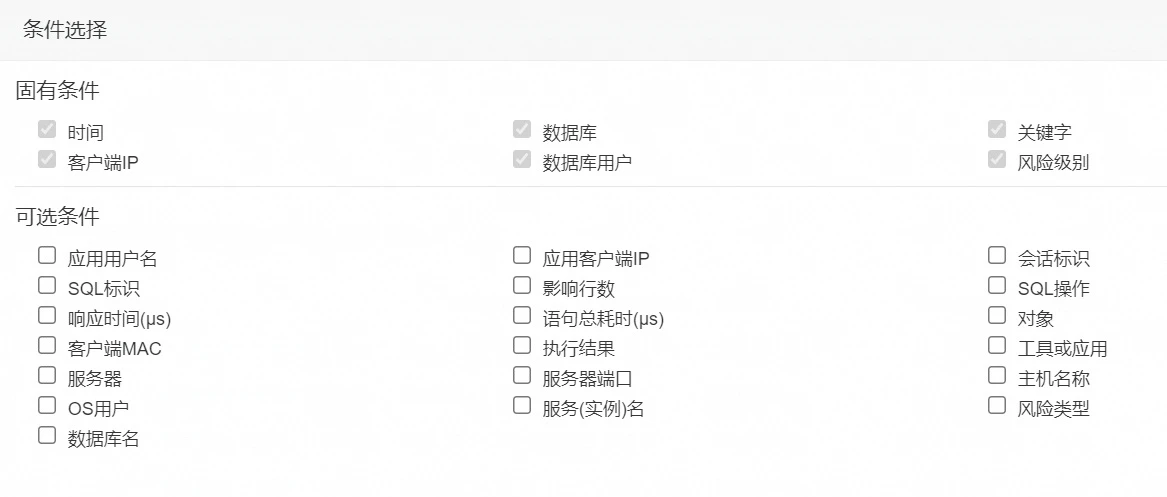 条件选择
固有条件
时间 数据库 关键字
客户端IP 数据库用户 风险级别
可选条件
应用用户名 应用客户端IP 会话标识
SQL标识 影响行数 SQL操作
响应时间(μs) 语句总耗时(μs) 对象
客户端MAC 执行结果 工具或应用
服务器 服务器端口 主机名称
OS用户 服务(实例)名 风险类型
数据库名